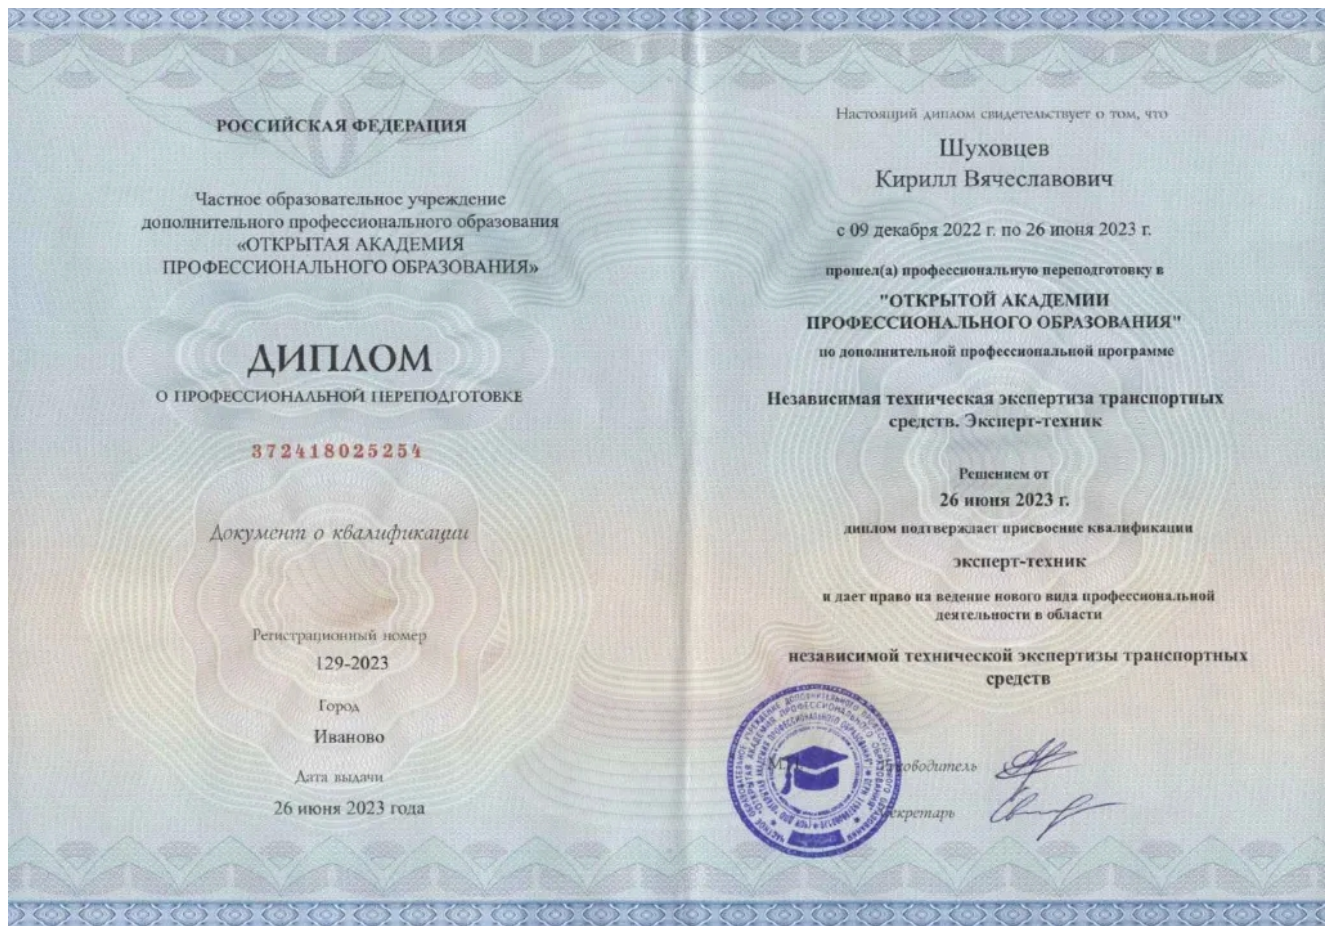 РОССИЙСКАЯ ФЕДЕРАЦИЯ
Частное образовательное учреждение
дополнительного профессионального образования
«ОТКРЫТАЯ АКАДЕМИЯ
ПРОФЕССИОНАЛЬНОГО ОБРАЗОВАНИЯ»
ДИПЛОМ
О ПРОФЕССИОНАЛЬНОЙ ПЕРЕПОДГОТОВКЕ
372418025254
Документ о квалификации
Регистрационный номер
129-2023
Город
Иваново
Дата выдачи
26 июня 2023 года
Настоящий диплом свидетельствует о том, что
Шуховцев
Кирилл Вячеславович
с 09 декабря 2022 г. по 26 июня 2023 г.
прошел(а) профессиональную переподготовку в
"ОТКРЫТОЙ АКАДЕМИИ
ПРОФЕССИОНАЛЬНОГО ОБРАЗОВАНИЯ"
по дополнительной профессиональной программе
Независимая техническая экспертиза транспортных
средств. Эксперт-техник
Решением от
26 июня 2023 г.
диплом подтверждает присвоение квалификации
эксперт-техник
и дает право на ведение нового вида профессиональной
деятельности в области
независимой технической экспертизы транспортных
средств
М.П.
Руководитель
Секретарь